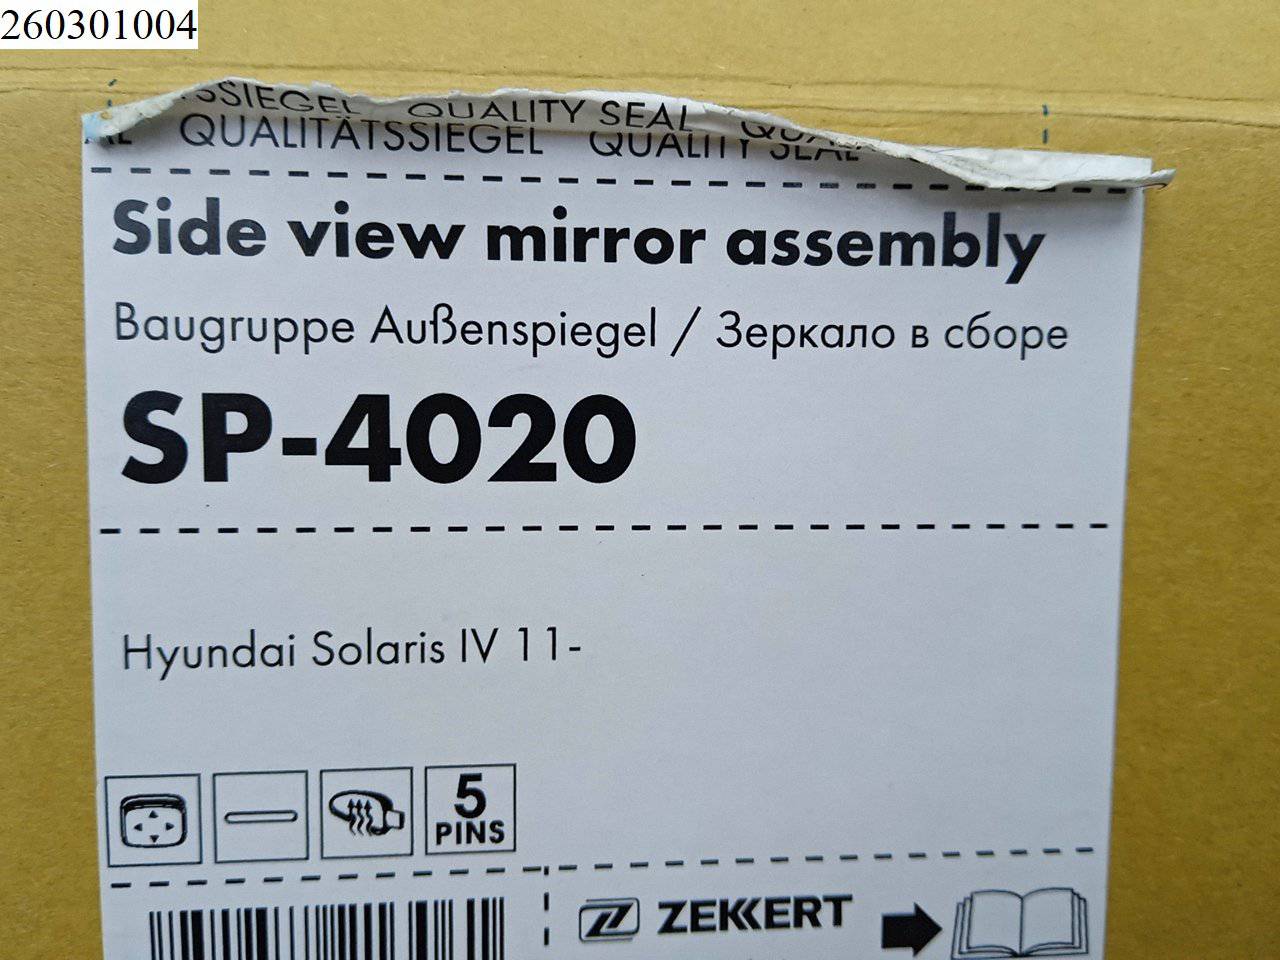 260301004
SSIEGEL QUALITY SEAL
QUALITÄTSSIEGEL QUALITY SEAL
Side view mirror assembly
Baugruppe Außenspiegel / Зеркало в сборе
SP-4020
Hyundai Solaris IV 11-
5
PINS
ZEKKERT